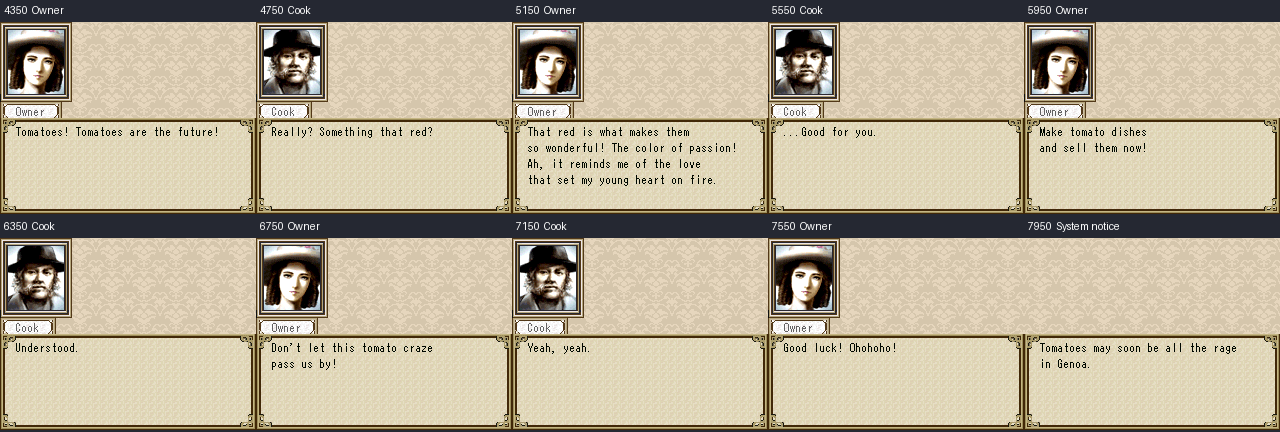 4350 Owner
Owner
Tomatoes! Tomatoes are the future!
4750 Cook
Cook
Really? Something that red?
5150 Owner
Owner
That red is what makes them
so wonderful! The color of passion!
Ah, it reminds me of the love
that set my young heart on fire.
5550 Cook
Cook
...Good for you.
5950 Owner
Owner
Make tomato dishes
and sell them now!
6350 Cook
Cook
Understood.
6750 Owner
Owner
Don't let this tomato craze
pass us by!
7150 Cook
Cook
Yeah, yeah.
7550 Owner
Owner
Good luck! Ohohoho!
7950 System notice
Tomatoes may soon be all the rage
in Genoa.